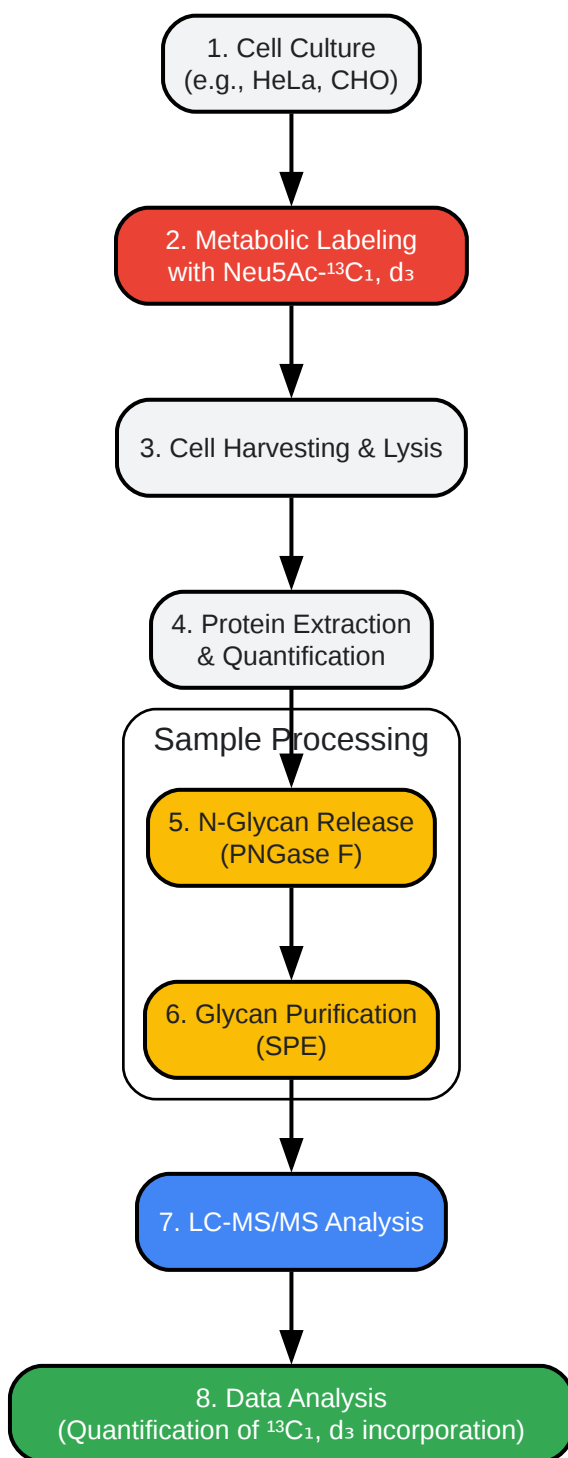 1. Cell Culture
(e.g., HeLa, CHO)
2. Metabolic Labeling
with Neu5Ac-¹³C₁, d₃
3. Cell Harvesting & Lysis
4. Protein Extraction
& Quantification
Sample Processing
5. N-Glycan Release
(PNGase F)
6. Glycan Purification
(SPE)
7. LC-MS/MS Analysis
8. Data Analysis
(Quantification of ¹³C₁, d₃ incorporation)